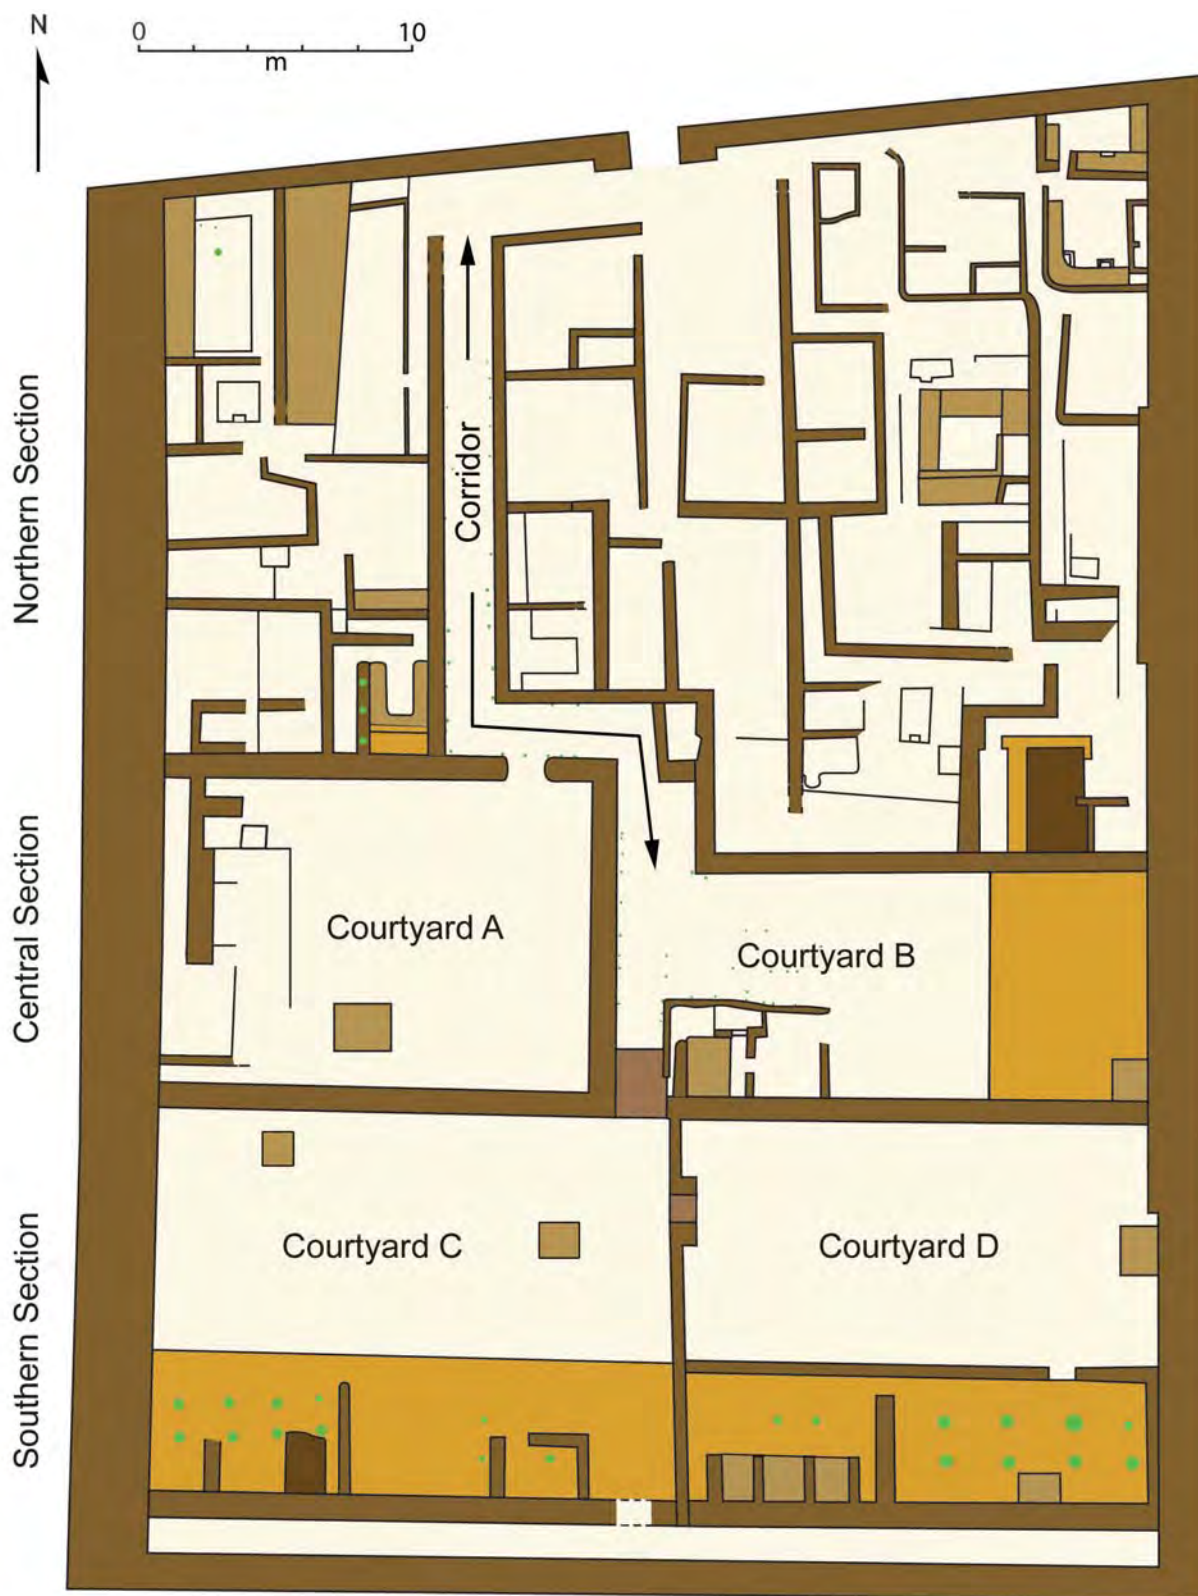 N
0 10
m
Northern Section
Corridor
Central Section
Courtyard A
Courtyard B
Southern Section
Courtyard C
Courtyard D